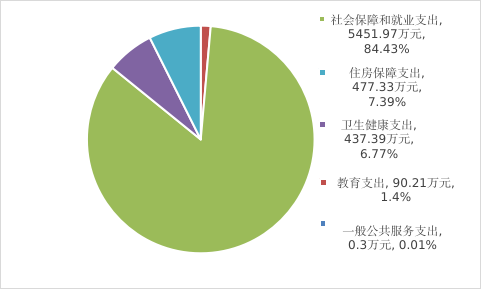 社会保障和就业支出,
5451.97万元,
84.43%
住房保障支出,
477.33万元,
7.39%
卫生健康支出,
437.39万元,
6.77%
教育支出, 90.21万元,
1.4%
一般公共服务支出,
0.3万元, 0.01%